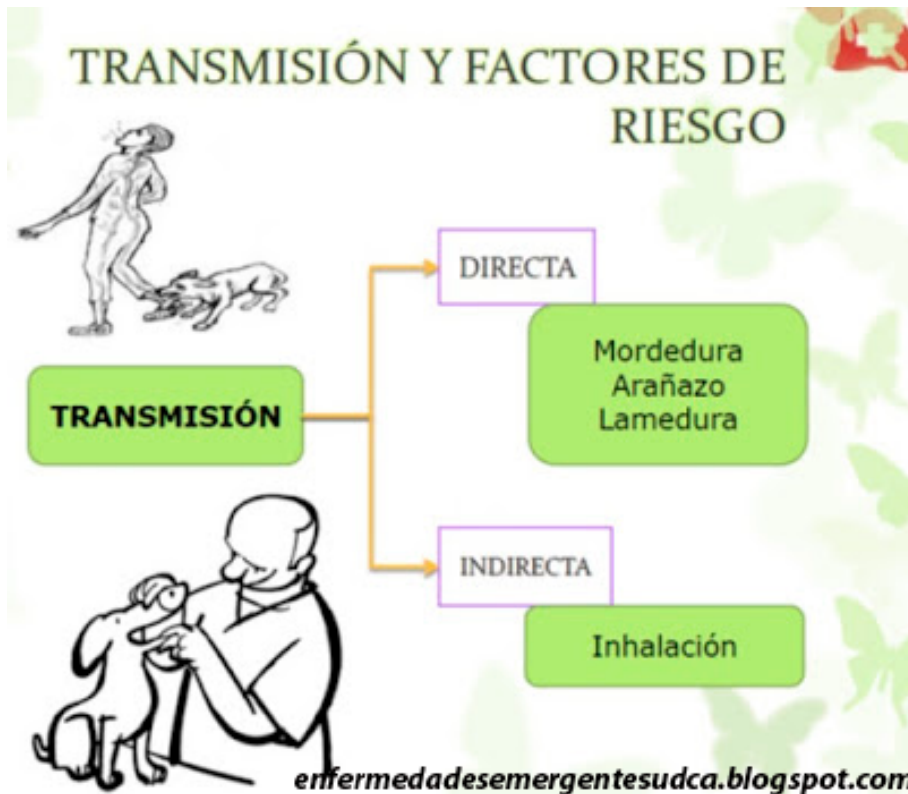 TRANSMISIÓN Y FACTORES DE
RIESGO
DIRECTA
Mordedura
Arañazo
Lamedura
TRANSMISIÓN
INDIRECTA
Inhalación
enfermedadesemergentesudca.blogspot.com